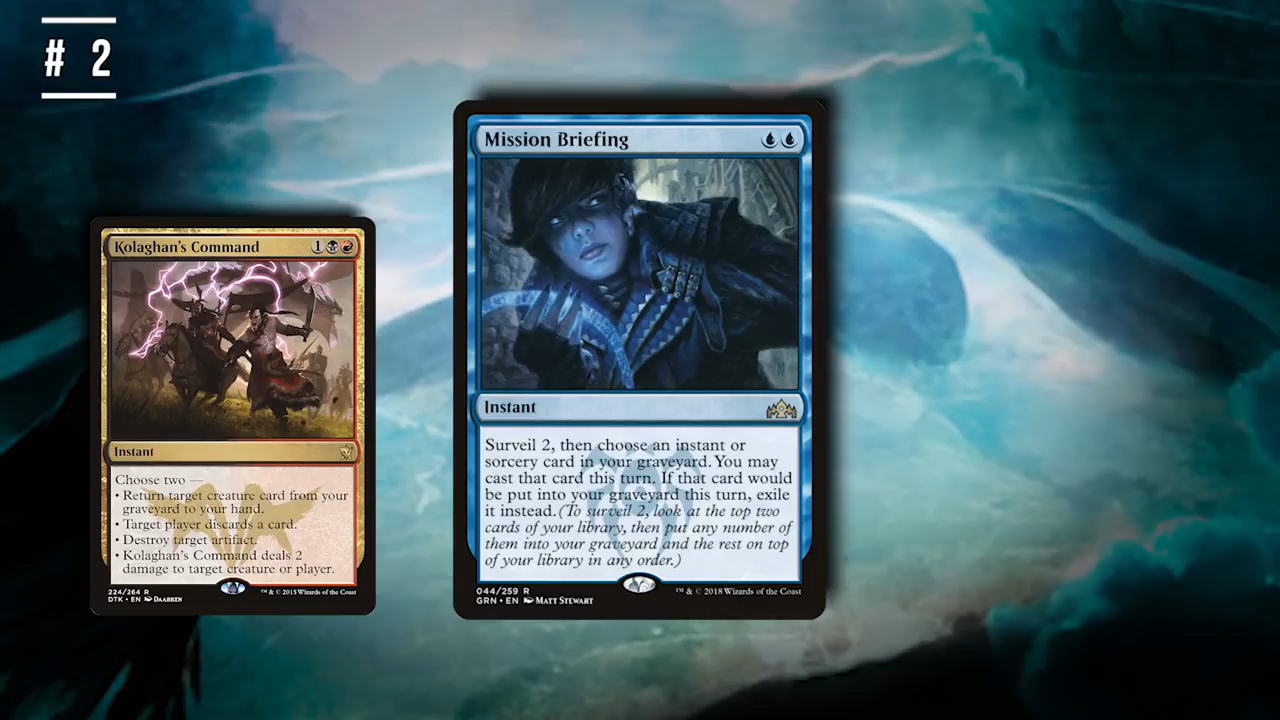 # 2
Kolaghan's Command 1
Instant
Choose two —
• Return target creature card from your
graveyard to your hand.
• Target player discards a card.
• Destroy target artifact.
• Kolaghan's Command deals 2
damage to target creature or player.
224/264 R
DTK • EN Daarken
™ & © 2015 Wizards of the Coast
Mission Briefing
Instant
Surveil 2, then choose an instant or
sorcery card in your graveyard. You may
cast that card this turn. If that card would
be put into your graveyard this turn, exile
it instead. (To surveil 2, look at the top two
cards of your library, then put any number of
them into your graveyard and the rest on top
of your library in any order.)
044/259 R
GRN • EN Matt Stewart
™ & © 2018 Wizards of the Coast